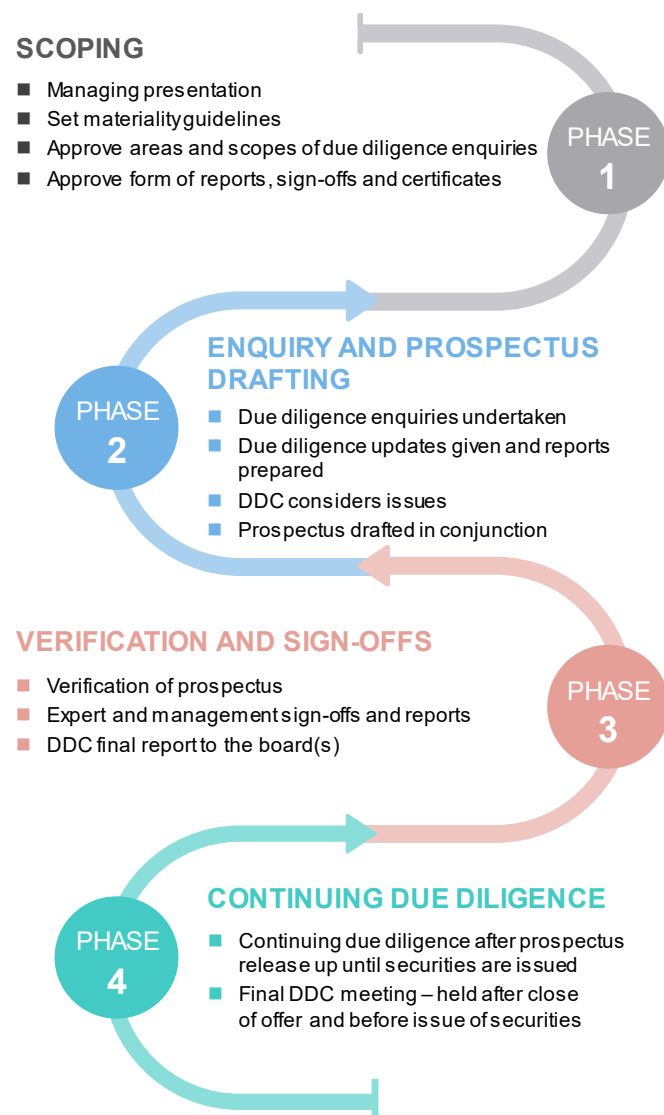 SCOPING
Managing presentation
Set materiality guidelines
Approve areas and scopes of due diligence enquiries
Approve form of reports, sign-offs and certificates
PHASE
1
ENQUIRY AND PROSPECTUS
DRAFTING
Due diligence enquiries undertaken
Due diligence updates given and reports
prepared
DDC considers issues
Prospectus drafted in conjunction
PHASE
2
VERIFICATION AND SIGN-OFFS
Verification of prospectus
Expert and management sign-offs and reports
DDC final report to the board(s)
PHASE
3
CONTINUING DUE DILIGENCE
Continuing due diligence after prospectus
release up until securities are issued
Final DDC meeting – held after close
of offer and before issue of securities
PHASE
4